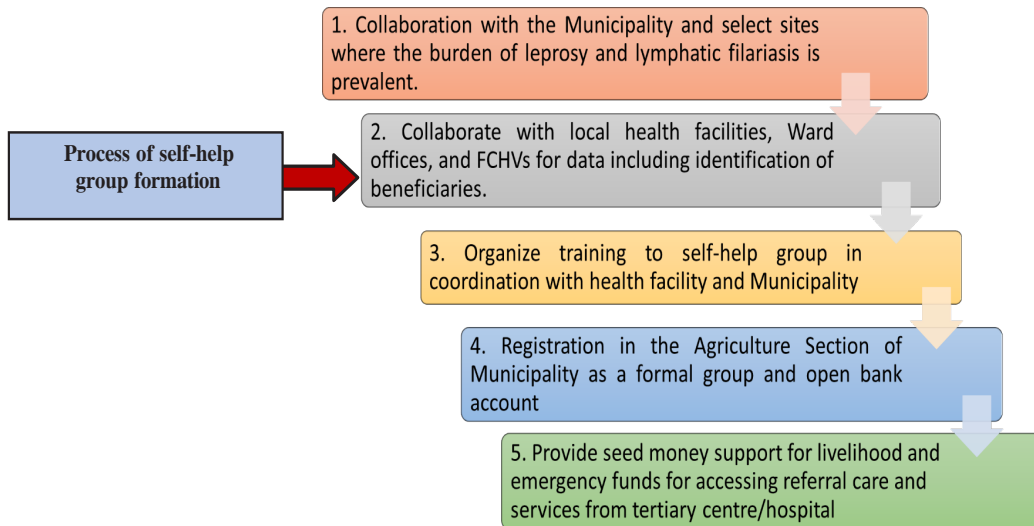 1. Collaboration with the Municipality and select sites
where the burden of leprosy and lymphatic filariasis is
prevalent.
Process of self-help
group formation
2. Collaborate with local health facilities, Ward
offices, and FCHVs for data including identification of
beneficiaries.
3. Organize training to self-help group in
coordination with health facility and Municipality
4. Registration in the Agriculture Section of
Municipality as a formal group and open bank
account
5. Provide seed money support for livelihood and
emergency funds for accessing referral care and
services from tertiary centre/hospital